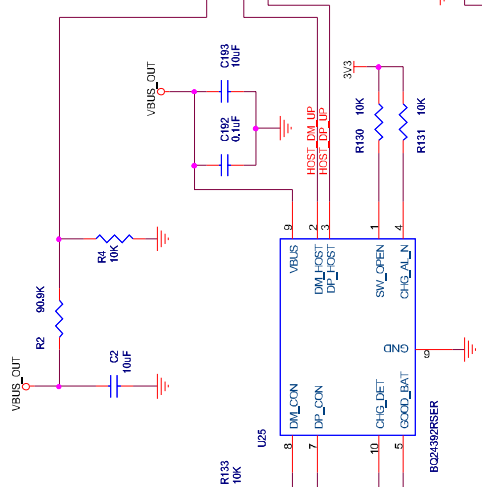 VBUS_OUT
C193
10uF
C192
0.1uF
HOST_DM_UP
HOST_DP_UP
3V3
R130
10K
R131
10K
R4
10K
R2
90.9K
VBUS_OUT
C2
10uF
9
2
3
1
4
VBUS
DM_HOST
DP_HOST
SW_OPEN
CHG_AL_N
GND
6
DM_CON
DP_CON
CHG_DET
GOOD_BAT
8
7
10
5
U25
BQ24392RSER
R133
10K